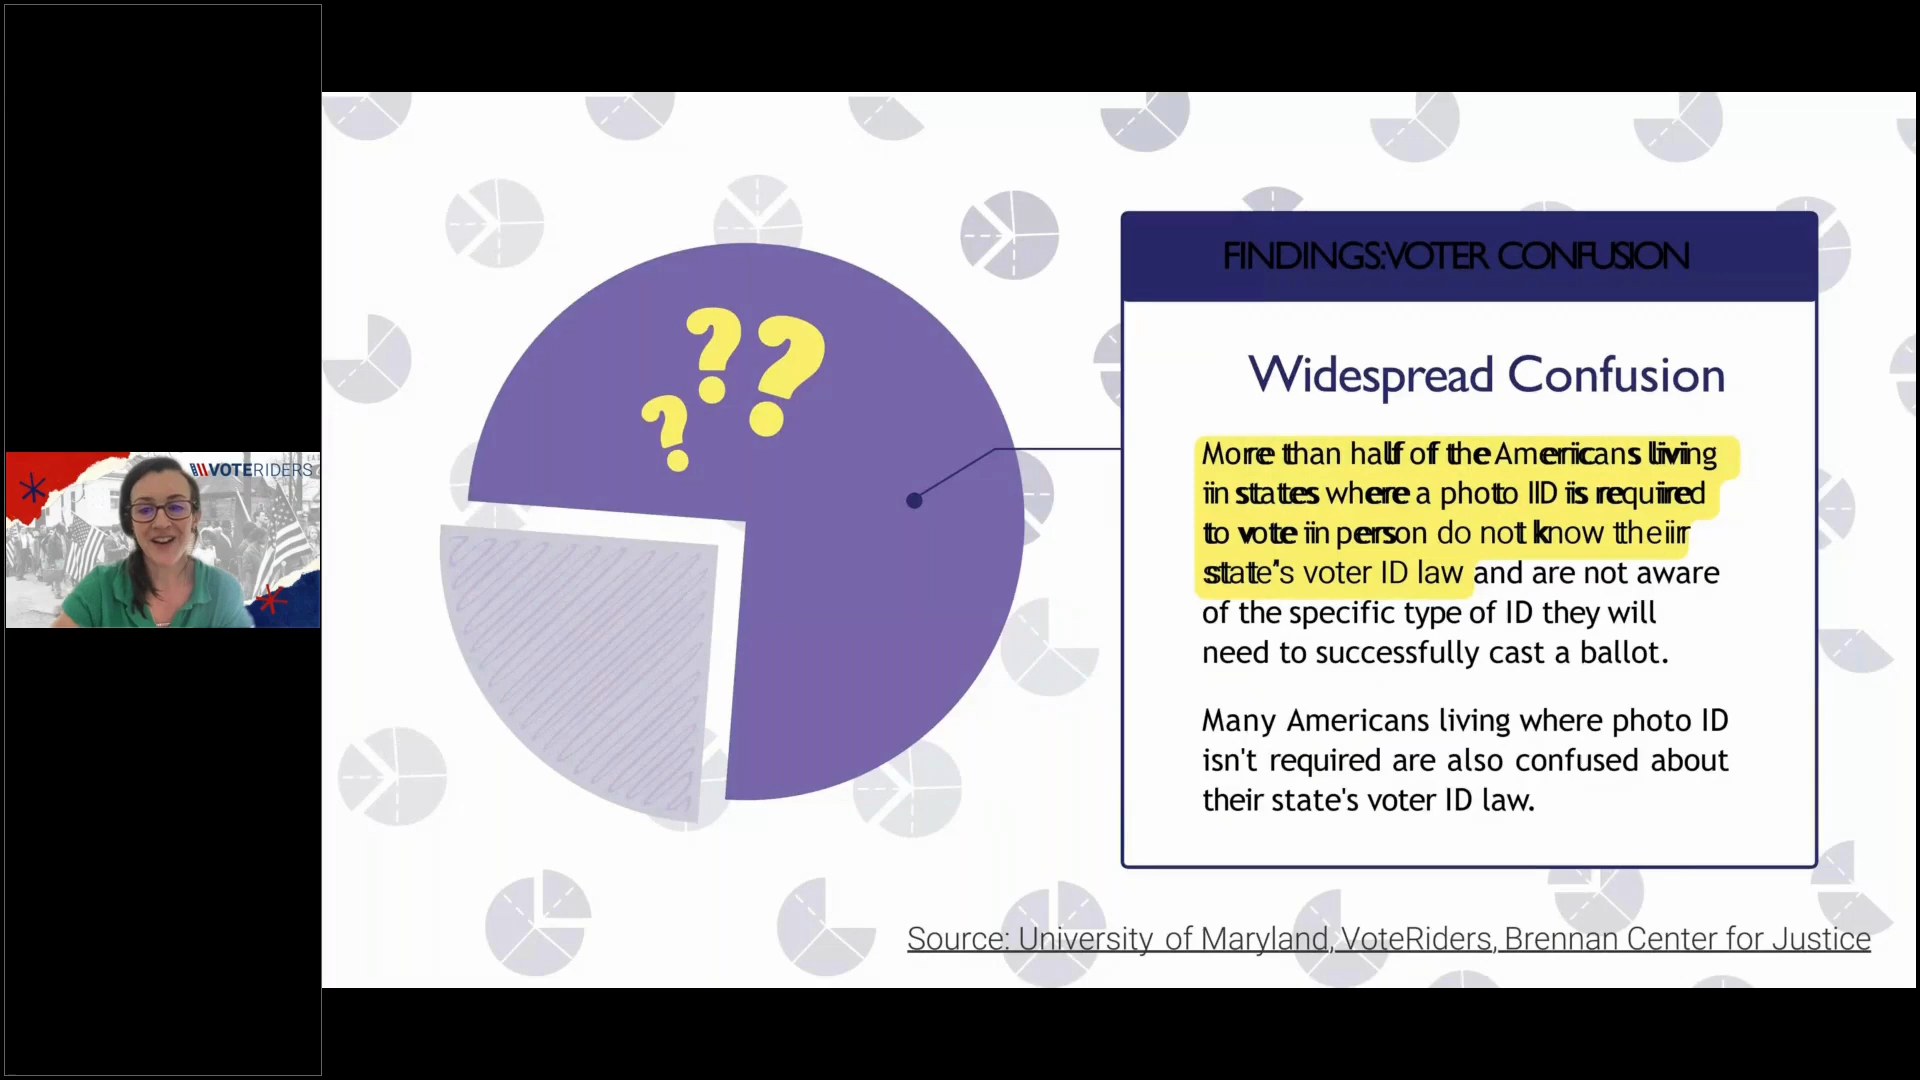 VOTERIDERS
? ? ?
FINDINGS:VOTER CONFUSION
Widespread Confusion
More than half of the Americans living
in states where a photo ID is required
to vote in person do not know their
state's voter ID law and are not aware
of the specific type of ID they will
need to successfully cast a ballot.
Many Americans living where photo ID
isn't required are also confused about
their state's voter ID law.
Source: University of Maryland, VoteRiders, Brennan Center for Justice